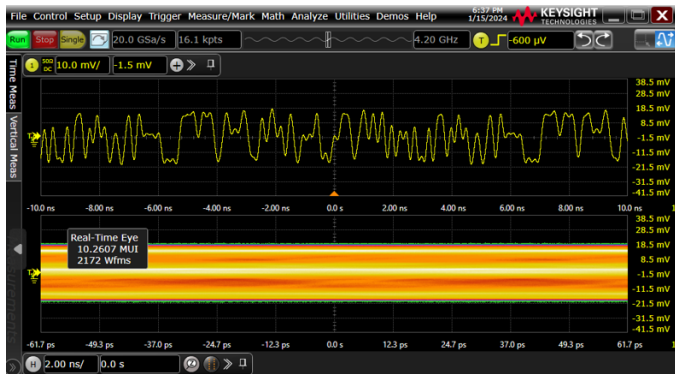 File Control Setup Display Trigger Measure/Mark Math Analyze Utilities Demos Help
6:37 PM
1/15/2024
KEYSIGHT
TECHNOLOGIES
Run Stop Single 20.0 GSa/s 16.1 kpts 4.20 GHz T -600 µV
Time Meas
Vertical Meas
1 50Ω DC 10.0 mV/ -1.5 mV
38.5 mV
28.5 mV
18.5 mV
8.5 mV
-1.5 mV
-11.5 mV
-21.5 mV
-31.5 mV
-41.5 mV
-10.0 ns -8.00 ns -6.00 ns -4.00 ns -2.00 ns 0.0 s 2.00 ns 4.00 ns 6.00 ns 8.00 ns 10.0 ns
Real-Time Eye
10.2607 MUI
2172 Wfms
38.5 mV
28.5 mV
18.5 mV
8.5 mV
-1.5 mV
-11.5 mV
-21.5 mV
-31.5 mV
-41.5 mV
-61.7 ps -49.3 ps -37.0 ps -24.7 ps -12.3 ps 0.0 s 12.3 ps 24.7 ps 37.0 ps 49.3 ps 61.7 ps
H 2.00 ns/ 0.0 s